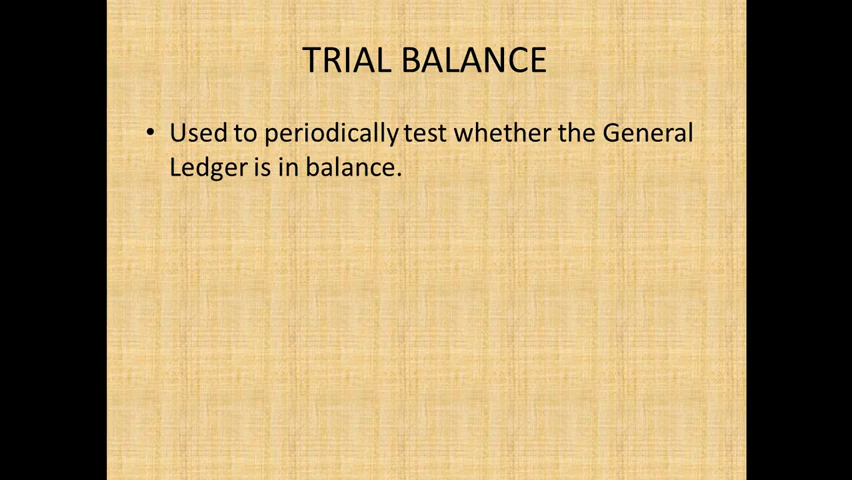 TRIAL BALANCE
• Used to periodically test whether the General
Ledger is in balance.